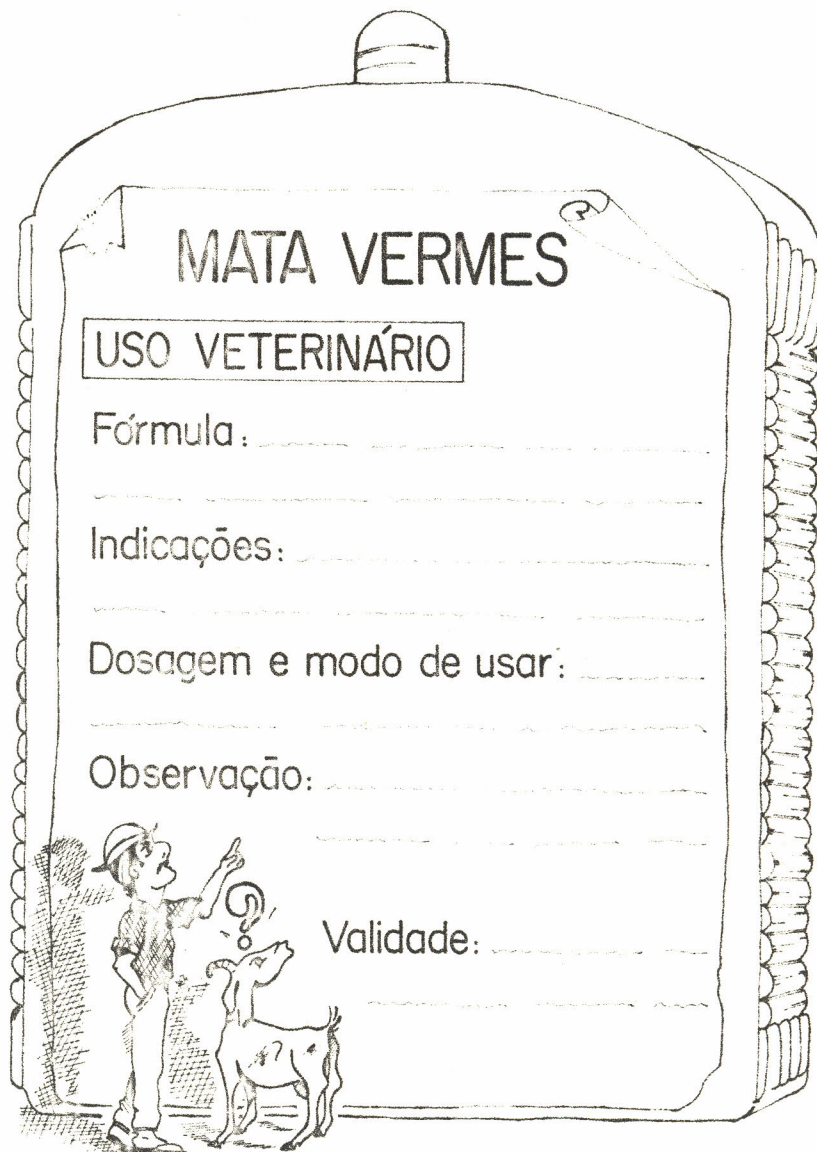 MATA VERMES
USO VETERINÁRIO
Fórmula:
Indicações:
Dosagem e modo de usar:
Observação:
?
Validade: